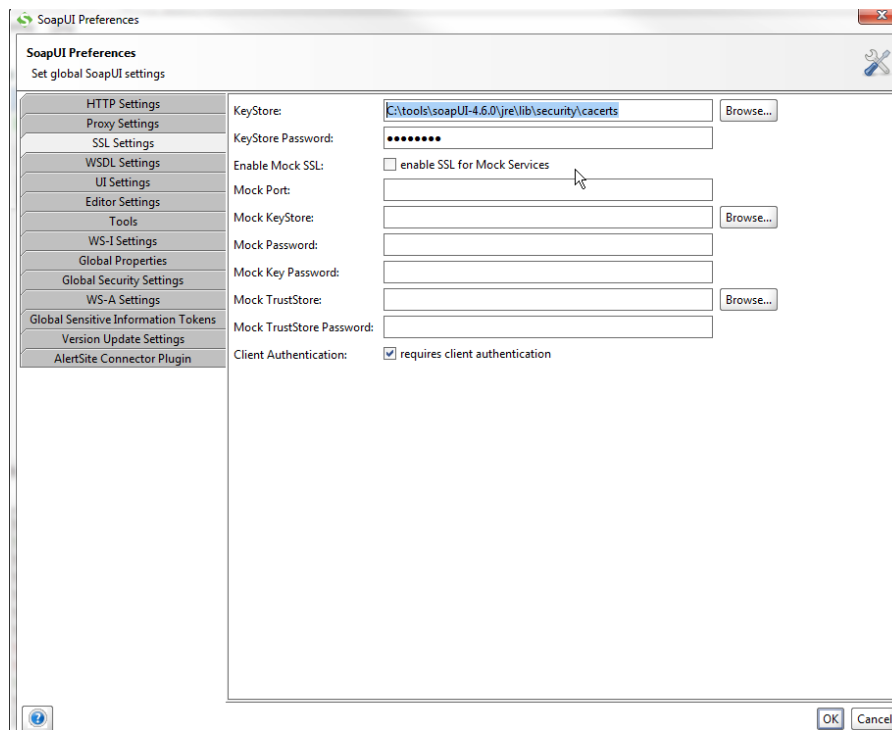 SoapUI Preferences
SoapUI Preferences
Set global SoapUI settings
HTTP Settings
Proxy Settings
SSL Settings
WSDL Settings
UI Settings
Editor Settings
Tools
WS-I Settings
Global Properties
Global Security Settings
WS-A Settings
Global Sensitive Information Tokens
Version Update Settings
AlertSite Connector Plugin
KeyStore: C:\tools\soapUI-4.6.0\jre\lib\security\cacerts Browse...
KeyStore Password: ●●●●●●●●
Enable Mock SSL: enable SSL for Mock Services
Mock Port:
Mock KeyStore: Browse...
Mock Password:
Mock Key Password:
Mock TrustStore: Browse...
Mock TrustStore Password:
Client Authentication: requires client authentication
OK Cancel